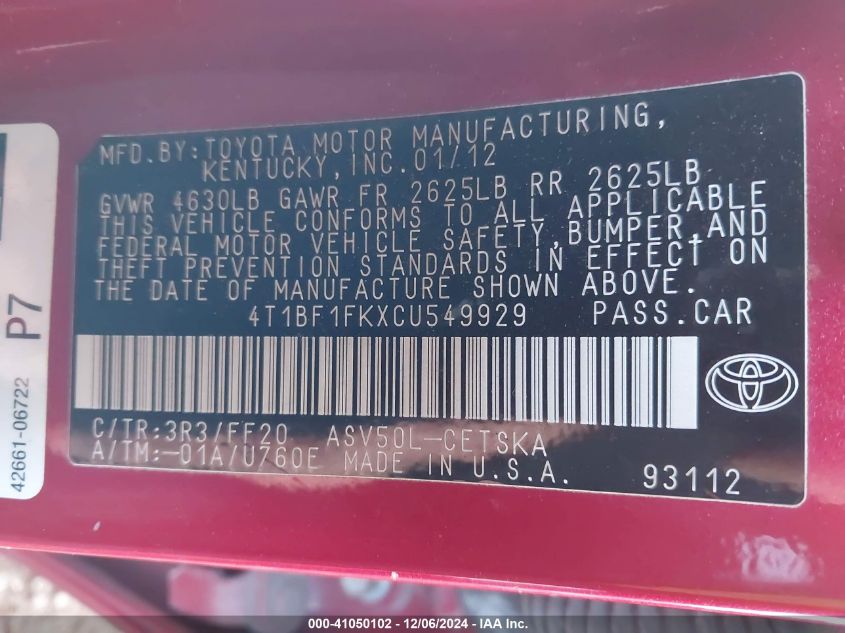 MFD.BY:TOYOTA MOTOR MANUFACTURING,
KENTUCKY,INC.01/12
GVWR 4630LB GAWR FR 2625LB RR 2625LB
THIS VEHICLE CONFORMS TO ALL APPLICABLE
FEDERAL MOTOR VEHICLE SAFETY,BUMPER,AND
THEFT PREVENTION STANDARDS IN EFFECT ON
THE DATE OF MANUFACTURE SHOWN ABOVE.
4T1BF1FKXCU549929 PASS.CAR
C/TR:3R3/FF20 ASV50L-CETSKA
A/TM:-01A/U760E MADE IN U.S.A.
93112
P7
42661-06722
000-41050102 - 12/06/2024 - IAA Inc.